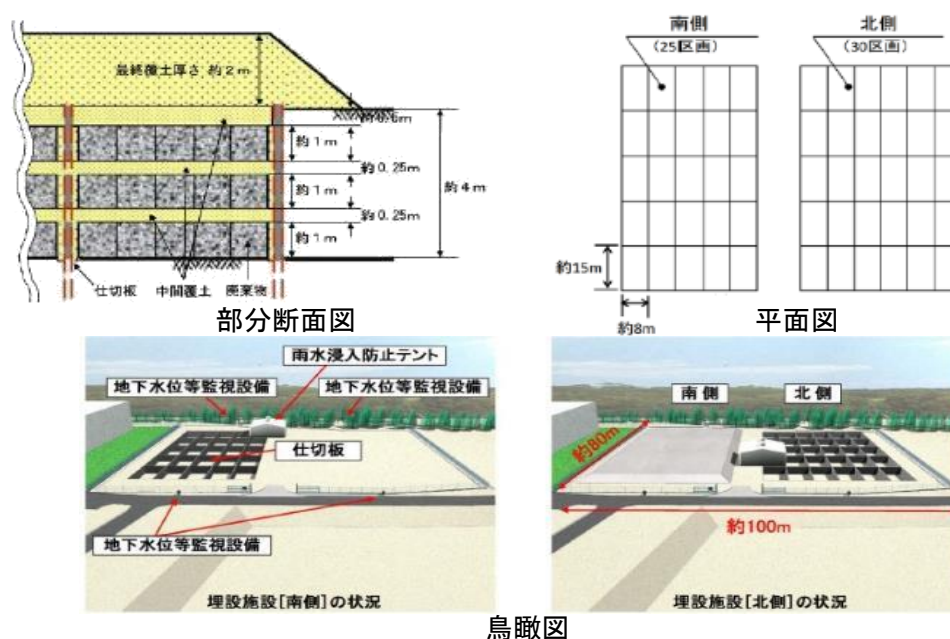 南側
(25区画)
北側
(30区画)
最終覆土厚さ 約2m
約1m
約0.25m
約1m
約0.25m
約1m
約4m
仕切板
中間覆土
廃棄物
部分断面図
約15m
約8m
平面図
雨水浸入防止テント
地下水位等監視設備
地下水位等監視設備
仕切板
地下水位等監視設備
埋設施設[南側]の状況
南側
北側
約80m
約100m
埋設施設[北側]の状況
鳥瞰図